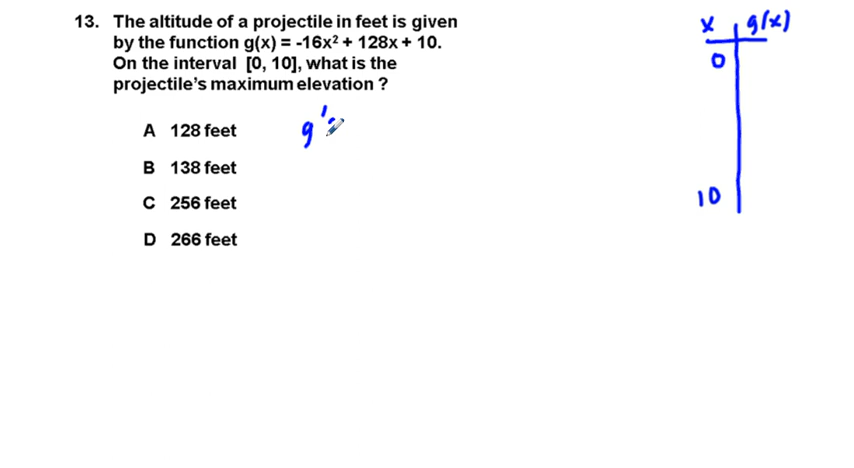 13. The altitude of a projectile in feet is given
by the function g(x) = -16x² + 128x + 10.
On the interval [0, 10], what is the
projectile's maximum elevation ?
A 128 feet
B 138 feet
C 256 feet
D 266 feet
g'
x g(x)
0
10